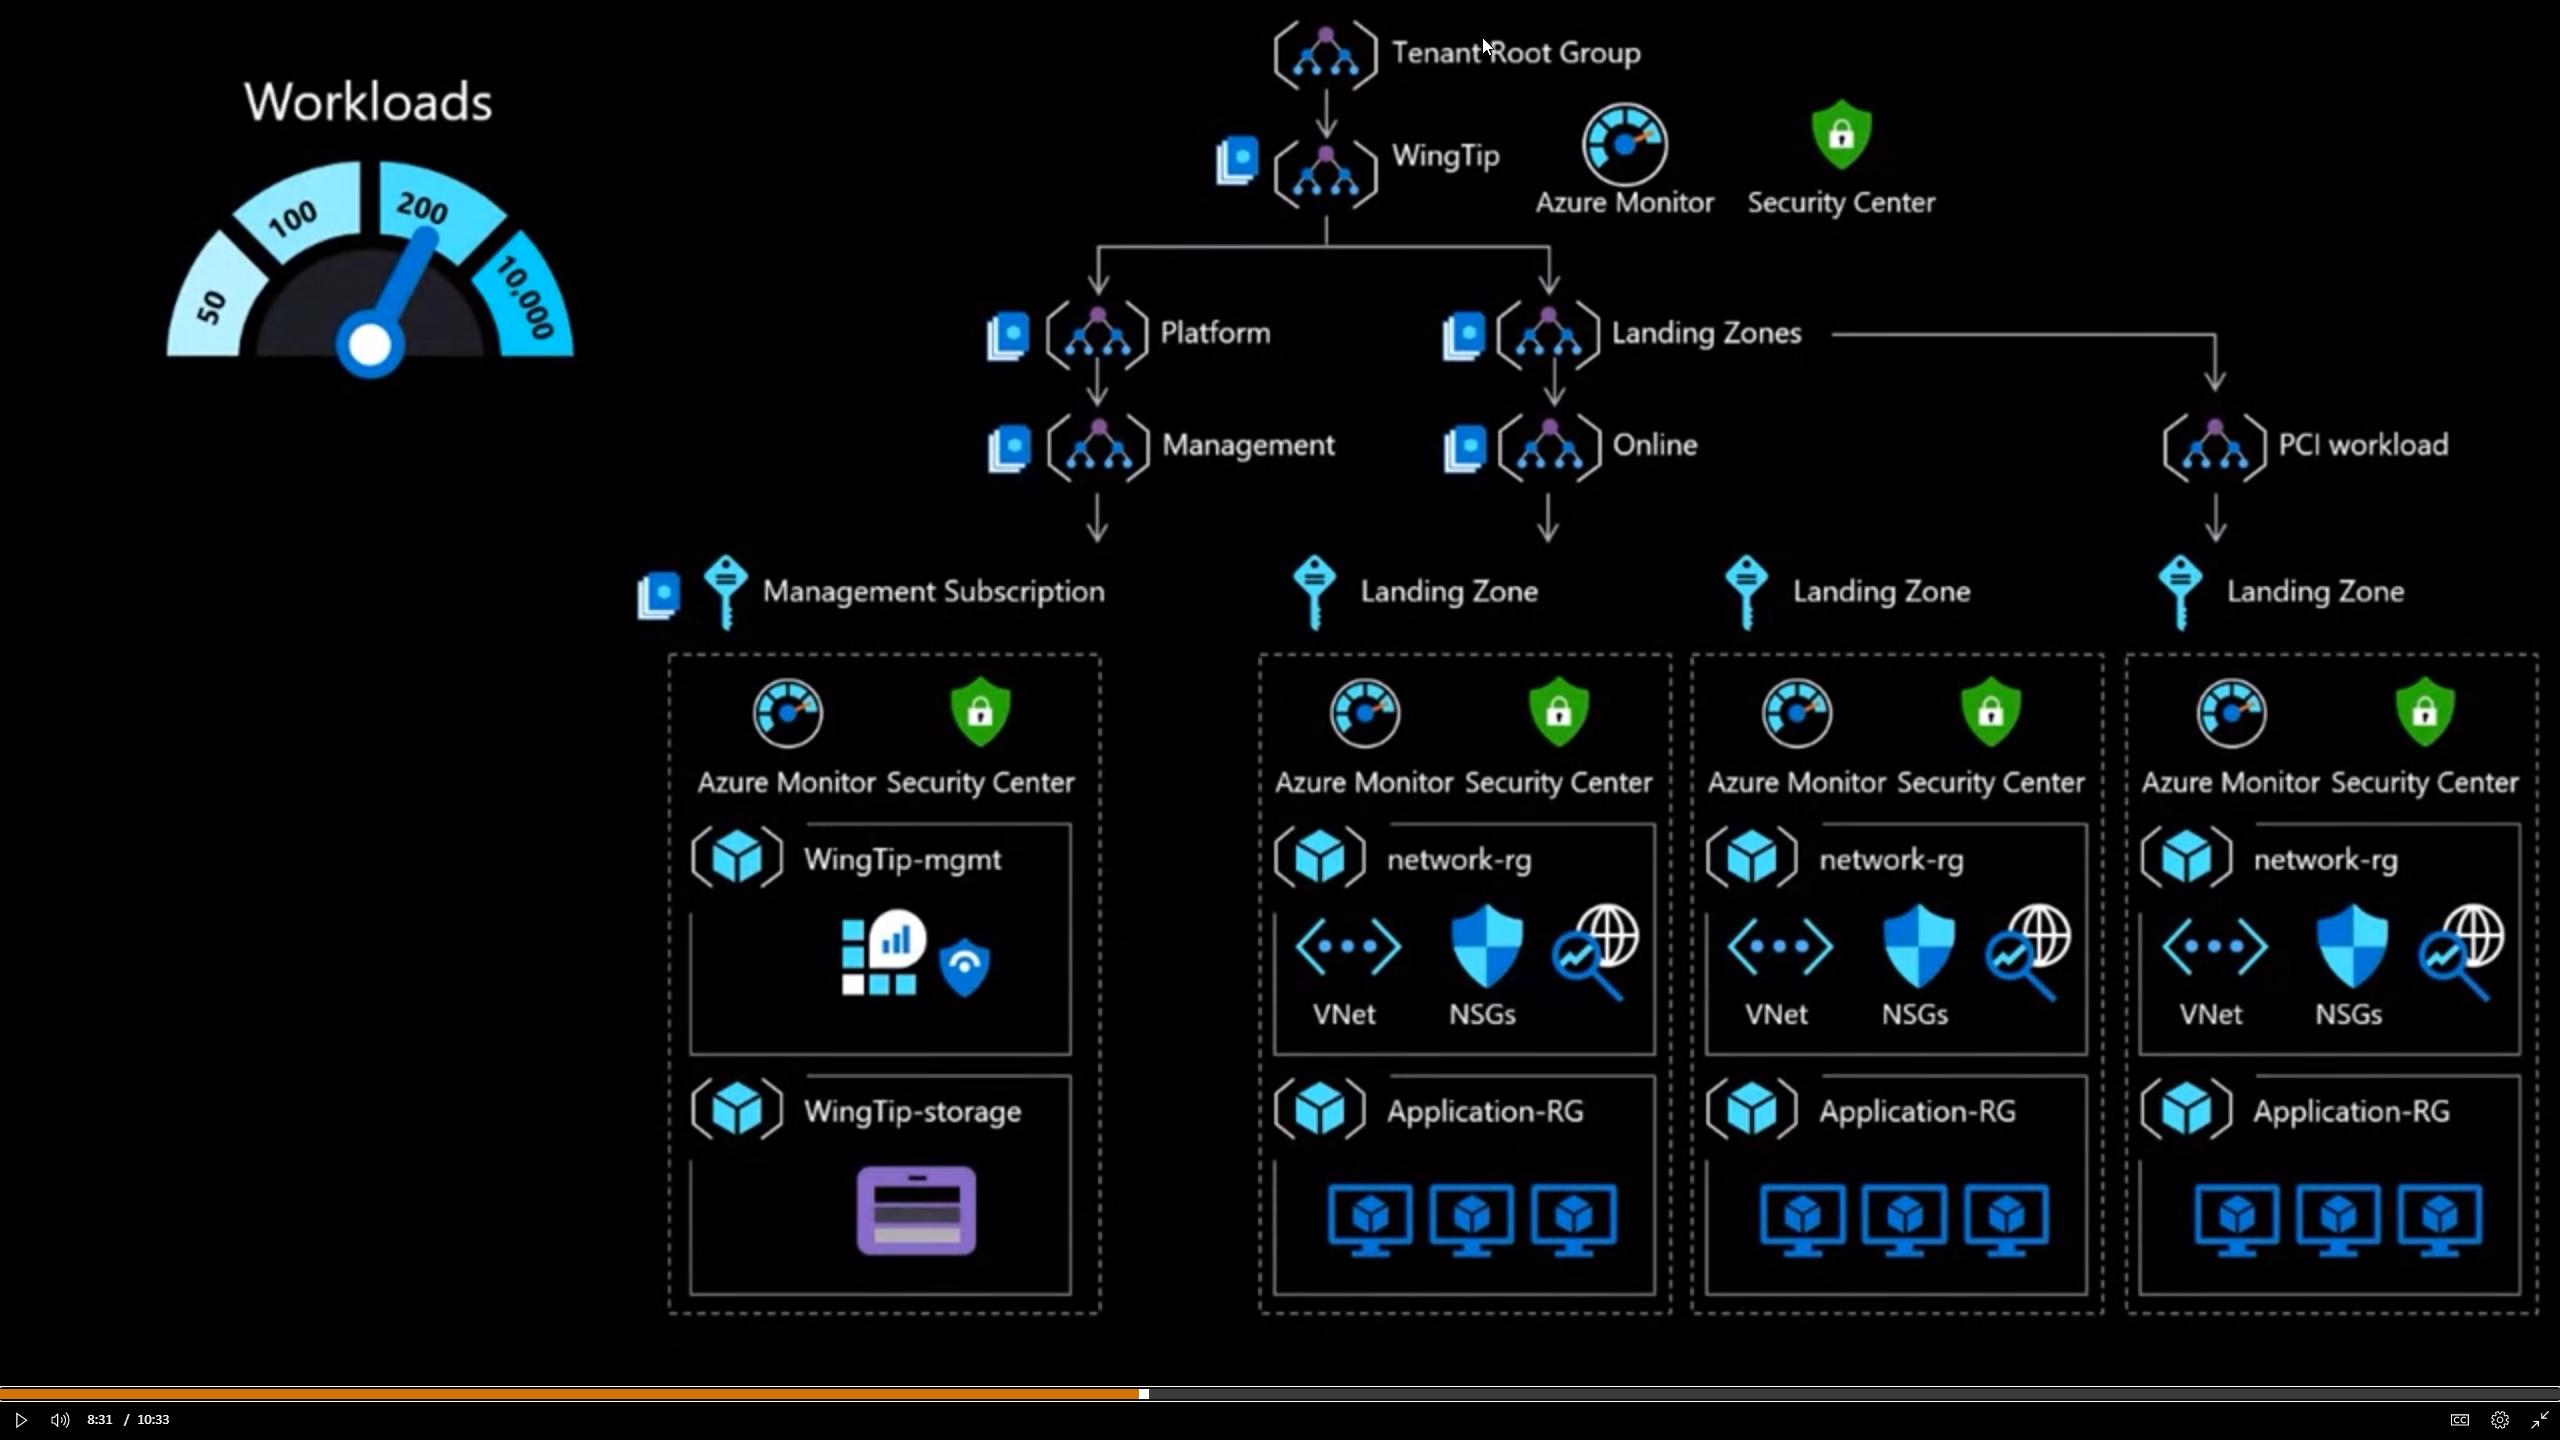 Tenant Root Group
Workloads
WingTip
Azure Monitor
Security Center
50
100
200
10,000
Platform
Landing Zones
Management
Online
PCI workload
Management Subscription
Landing Zone
Landing Zone
Landing Zone
Azure Monitor Security Center
Azure Monitor Security Center
Azure Monitor Security Center
Azure Monitor Security Center
WingTip-mgmt
network-rg
network-rg
network-rg
VNet NSGs
VNet NSGs
VNet NSGs
WingTip-storage
Application-RG
Application-RG
Application-RG
8:31 / 10:33
CC